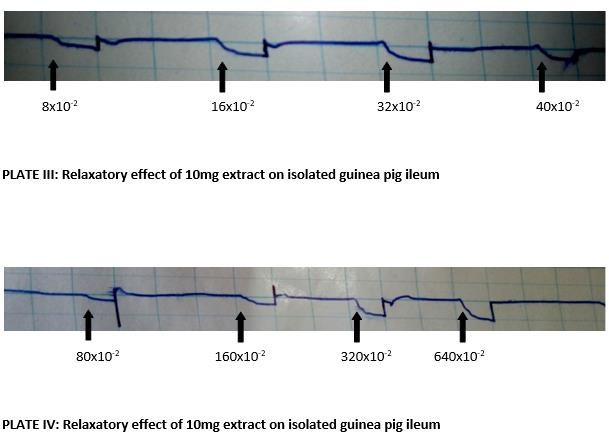 8x10⁻² 16x10⁻² 32x10⁻² 40x10⁻²
PLATE III: Relaxatory effect of 10mg extract on isolated guinea pig ileum
80x10⁻² 160x10⁻² 320x10⁻² 640x10⁻²
PLATE IV: Relaxatory effect of 10mg extract on isolated guinea pig ileum